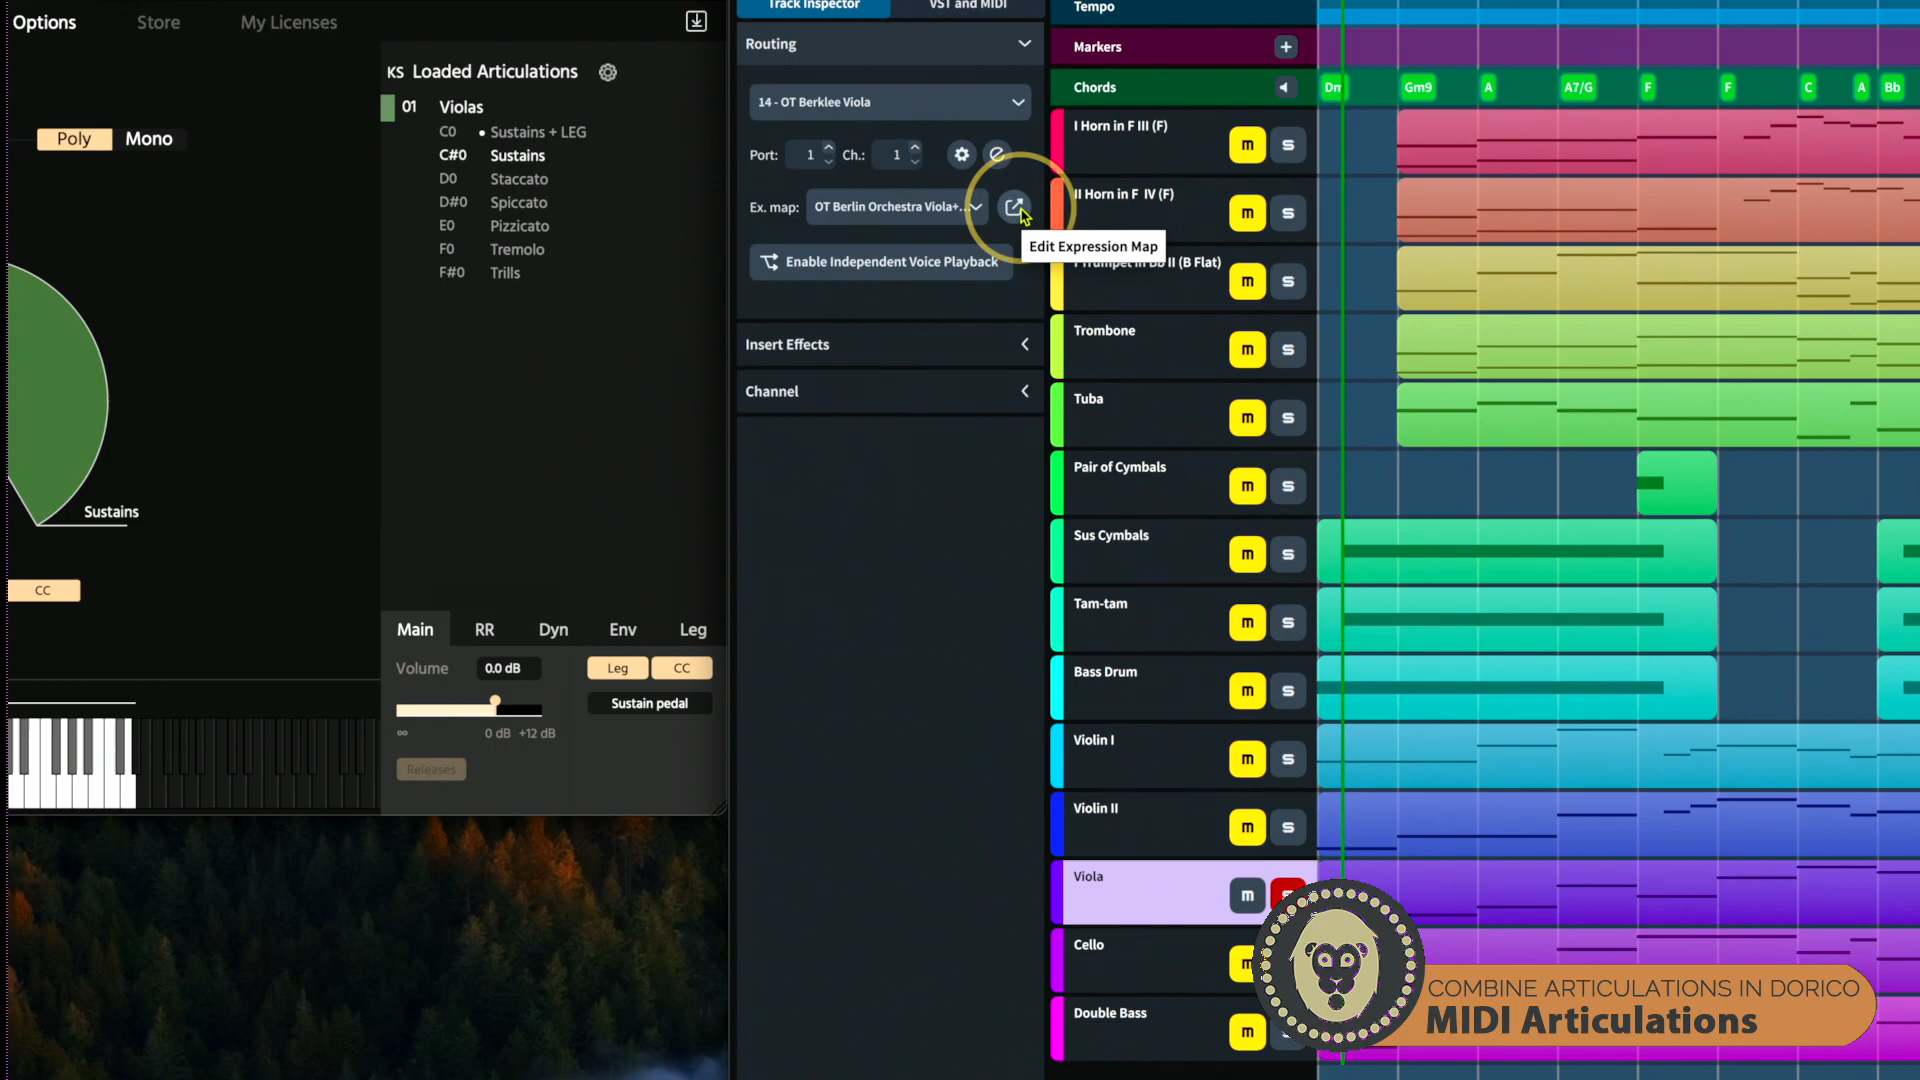 Options
Store
My Licenses
KS Loaded Articulations
01 Violas
C0 Sustains + LEG
C#0 Sustains
D0 Staccato
D#0 Spiccato
E0 Pizzicato
F0 Tremolo
F#0 Trills
Poly
Mono
Sustains
CC
Main RR Dyn Env Leg
Volume 0.0 dB Leg CC
Sustain pedal
∞ 0 dB +12 dB
Releases
Track Inspector
VST and MIDI
Routing
14 - OT Berklee Viola
Port: 1 Ch.: 1
Ex. map: OT Berlin Orchestra Viola+...
Edit Expression Map
Enable Independent Voice Playback
Insert Effects
Channel
Tempo
Markers
Chords
Dm Gm9 A A7/G F F C A Bb
I Horn in F III (F) m s
II Horn in F IV (F) m s
I Trumpet in Bb II (B Flat) m s
Trombone m s
Tuba m s
Pair of Cymbals m s
Sus Cymbals m s
Tam-tam m s
Bass Drum m s
Violin I m s
Violin II m s
Viola m
Cello m
Double Bass m
COMBINE ARTICULATIONS IN DORICO
MIDI Articulations